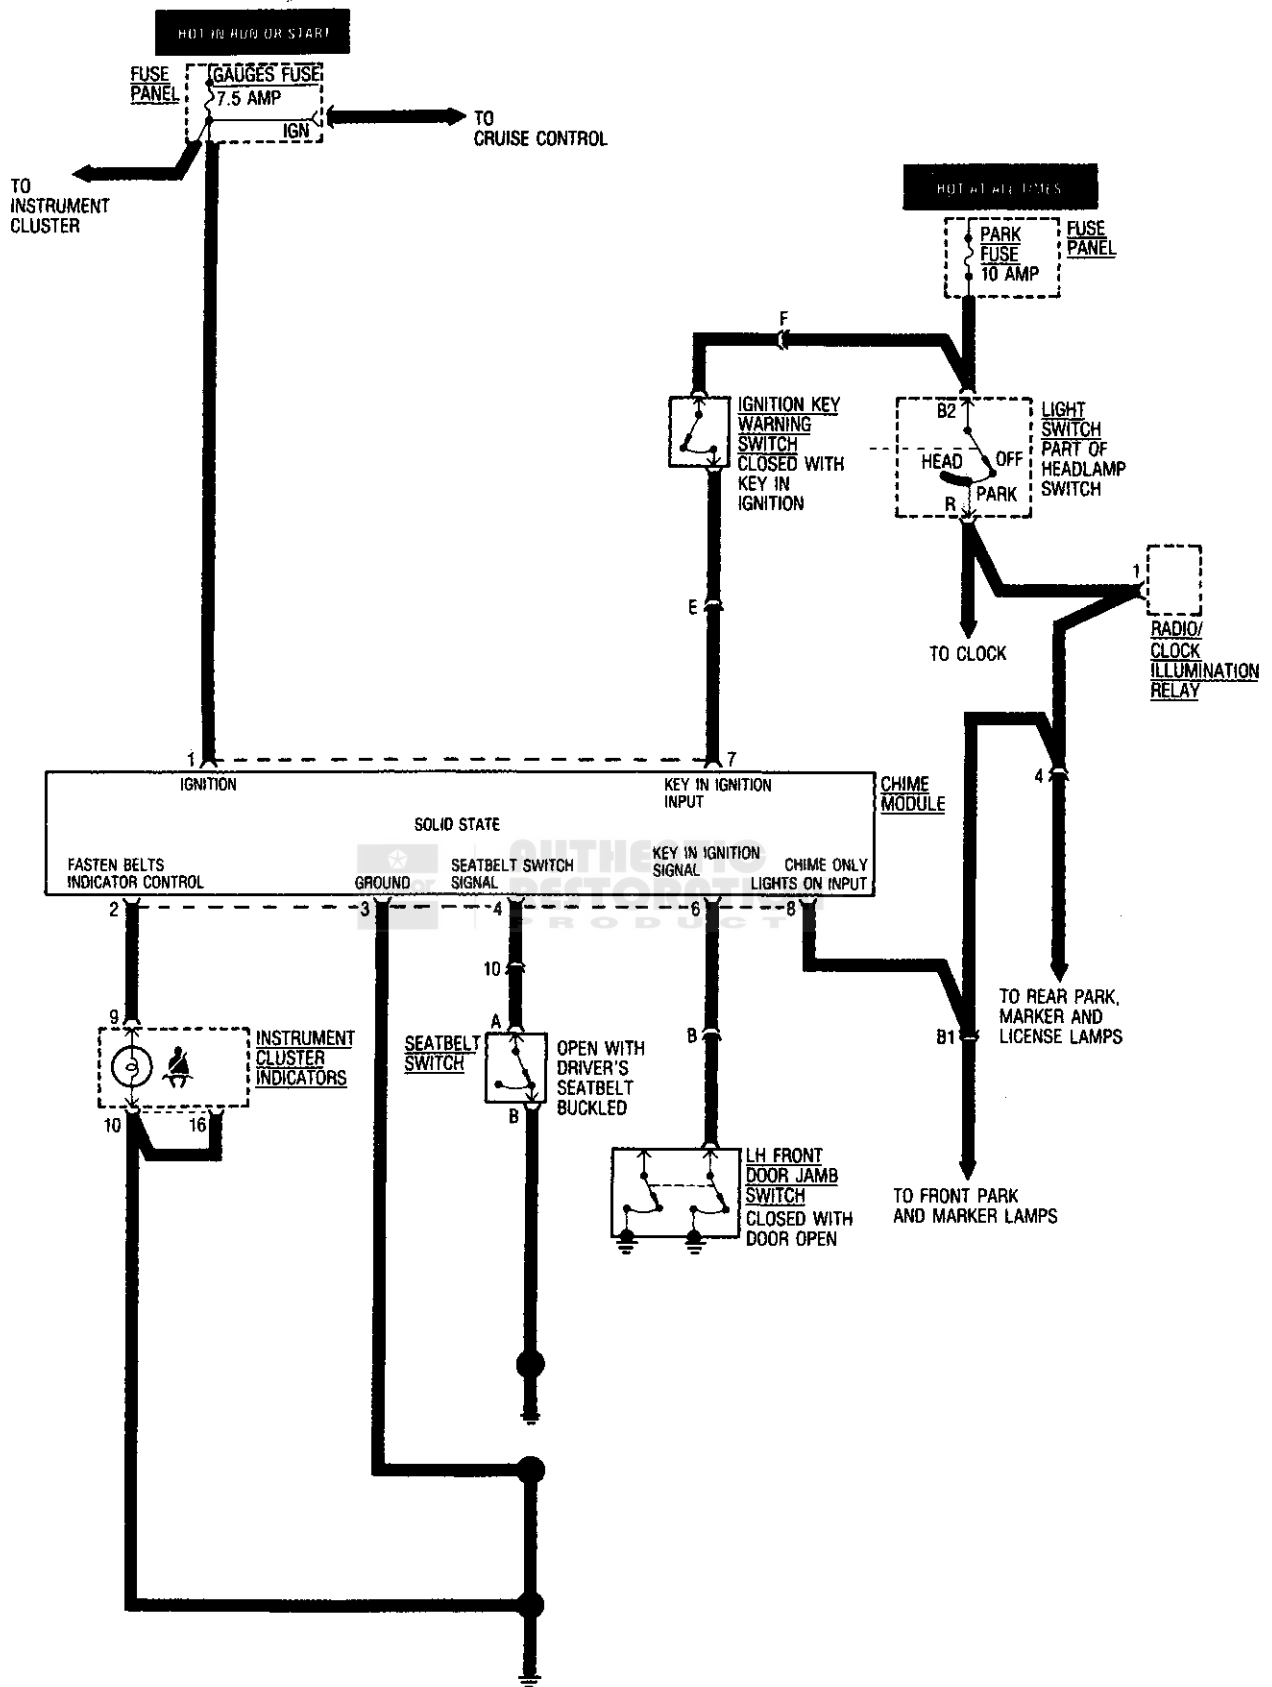 HOT IN RUN OR START
FUSE
PANEL
GAUGES FUSE
7.5 AMP
IGN
TO
CRUISE CONTROL
TO
INSTRUMENT
CLUSTER
HOT AT ALL TIMES
PARK
FUSE
10 AMP
FUSE
PANEL
F
IGNITION KEY
WARNING
SWITCH
CLOSED WITH
KEY IN
IGNITION
B2
HEAD
OFF
PARK
R
LIGHT
SWITCH
PART OF
HEADLAMP
SWITCH
E
TO CLOCK
1
RADIO/
CLOCK
ILLUMINATION
RELAY
1
7
4
IGNITION
KEY IN IGNITION
INPUT
CHIME
MODULE
SOLID STATE
AUTHENTIC
RESTORATION
PRODUCT
FASTEN BELTS
INDICATOR CONTROL
GROUND
SEATBELT SWITCH
SIGNAL
KEY IN IGNITION
SIGNAL
CHIME ONLY
LIGHTS ON INPUT
2
3
4
6
8
10
9
A
B
B1
TO REAR PARK,
MARKER AND
LICENSE LAMPS
INSTRUMENT
CLUSTER
INDICATORS
SEATBELT
SWITCH
OPEN WITH
DRIVER'S
SEATBELT
BUCKLED
10
16
B
LH FRONT
DOOR JAMB
SWITCH
CLOSED WITH
DOOR OPEN
TO FRONT PARK
AND MARKER LAMPS